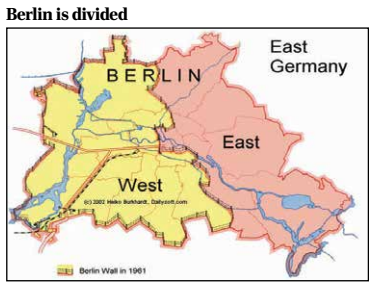 Berlin is divided
East
Germany
BERLIN
East
West
(c) 2002 Heiko Burkhardt, Dailysoft.com
Berlin Wall in 1961